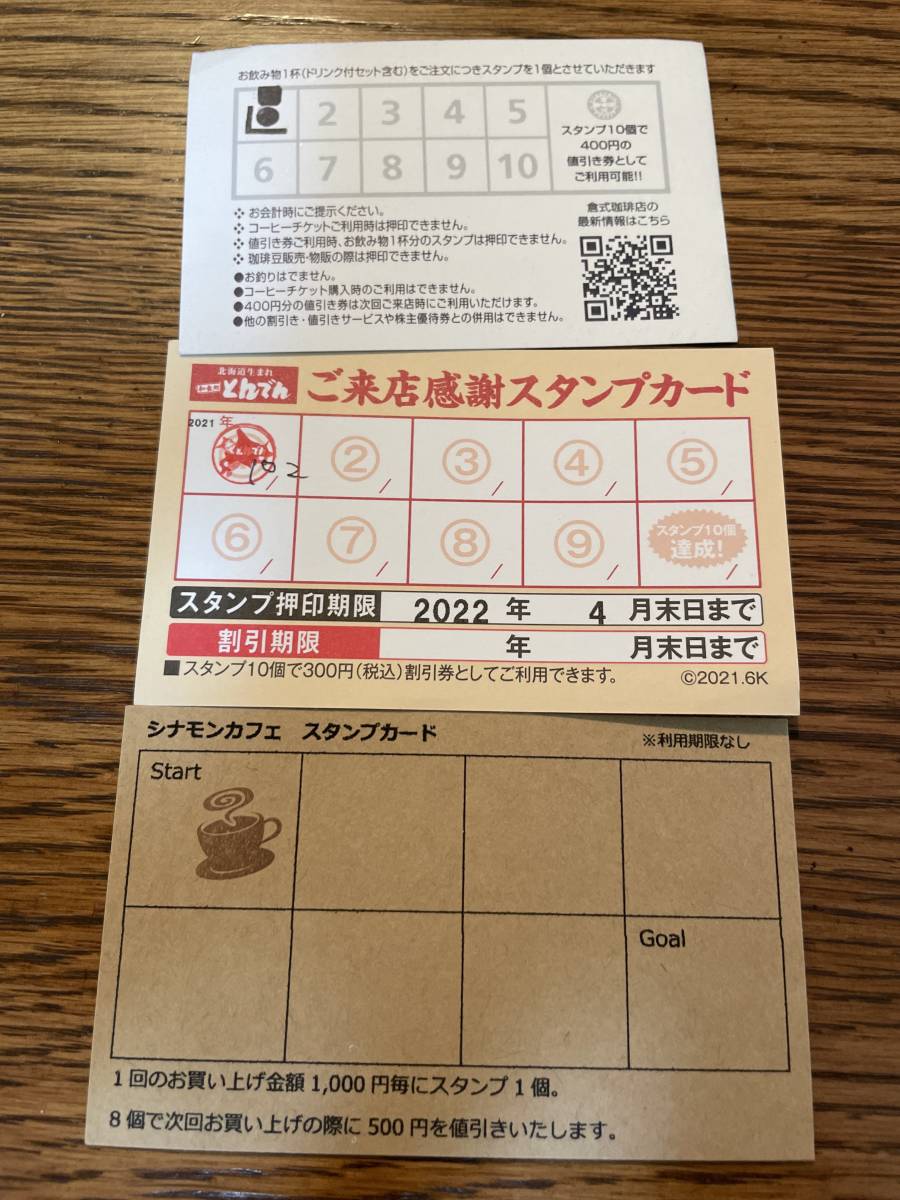 お飲み物1杯(ドリンク付セット含む)をご注文につきスタンプを1個とさせていただきます
2 3 4 5
6 7 8 9 10
スタンプ10個で
400円の
値引き券として
ご利用可能!!
❖ お会計時にご提示ください。
❖ コーヒーチケットご利用時は押印できません。
❖ 値引き券ご利用時、お飲み物1杯分のスタンプは押印できません。
❖ 珈琲豆販売・物販の際は押印できません。
●お釣りはでません。
●コーヒーチケット購入時のご利用はできません。
●400円分の値引き券は次回ご来店時にご利用いただけます。
●他の割引き・値引きサービスや株主優待券との併用はできません。
倉式珈琲店の
最新情報はこちら
北海道生まれ
和食処 とんでん
ご来店感謝スタンプカード
2021 年
/ ② / ③ / ④ / ⑤ /
⑥ / ⑦ / ⑧ / ⑨ /
スタンプ10個
達成!
/
スタンプ押印期限 2022 年 4 月末日まで
割引期限 年 月末日まで
■スタンプ10個で300円(税込)割引券としてご利用できます。
©2021.6K
シナモンカフェ スタンプカード
※利用期限なし
Start
Goal
1回のお買い上げ金額 1,000 円毎にスタンプ 1 個。
8 個で次回お買い上げの際に 500 円を値引きいたします。